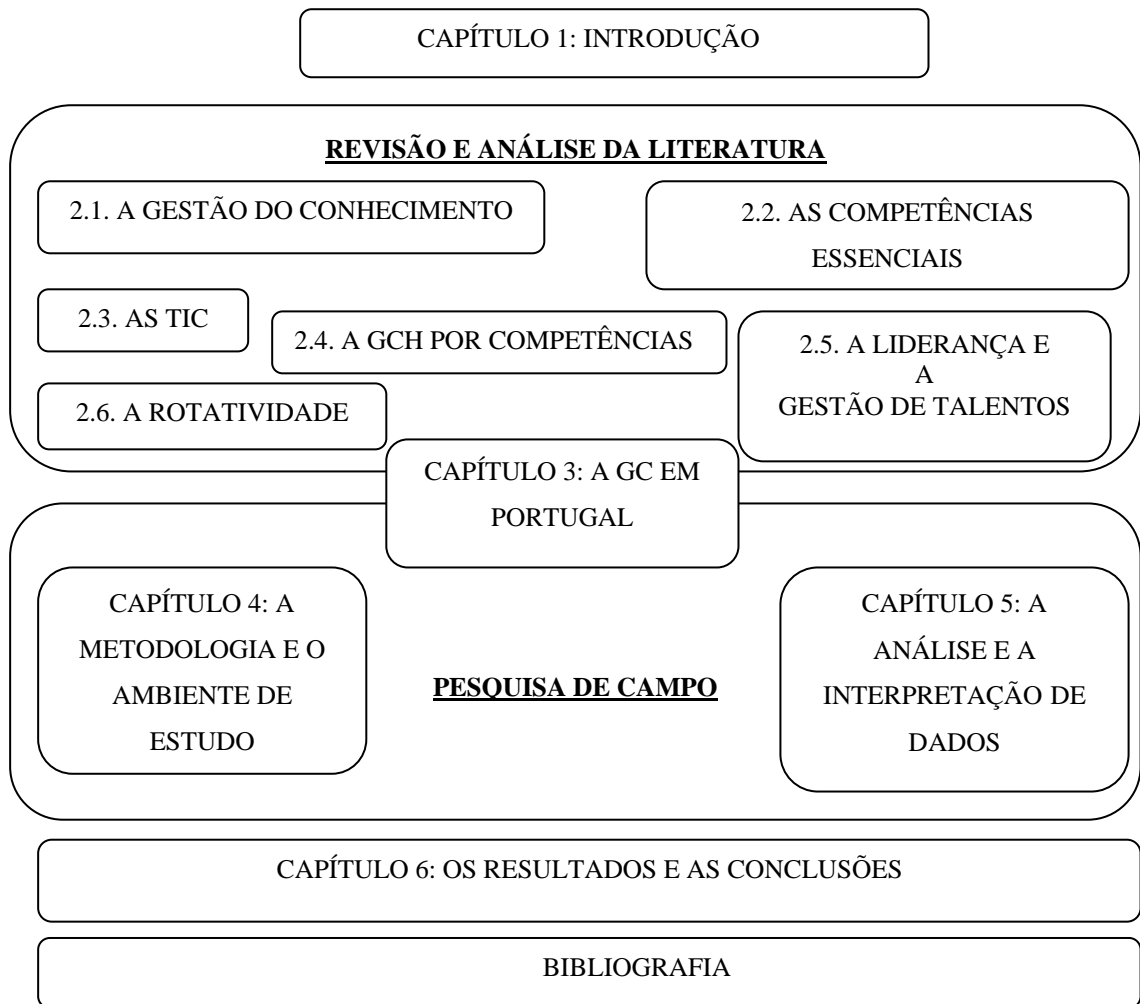 CAPÍTULO 1: INTRODUÇÃO
REVISÃO E ANÁLISE DA LITERATURA
2.1. A GESTÃO DO CONHECIMENTO
2.2. AS COMPETÊNCIAS
ESSENCIAIS
2.3. AS TIC
2.4. A GCH POR COMPETÊNCIAS
2.5. A LIDERANÇA E
A
GESTÃO DE TALENTOS
2.6. A ROTATIVIDADE
CAPÍTULO 3: A GC EM
PORTUGAL
CAPÍTULO 4: A
METODOLOGIA E O
AMBIENTE DE
ESTUDO
PESQUISA DE CAMPO
CAPÍTULO 5: A
ANÁLISE E A
INTERPRETAÇÃO DE
DADOS
CAPÍTULO 6: OS RESULTADOS E AS CONCLUSÕES
BIBLIOGRAFIA